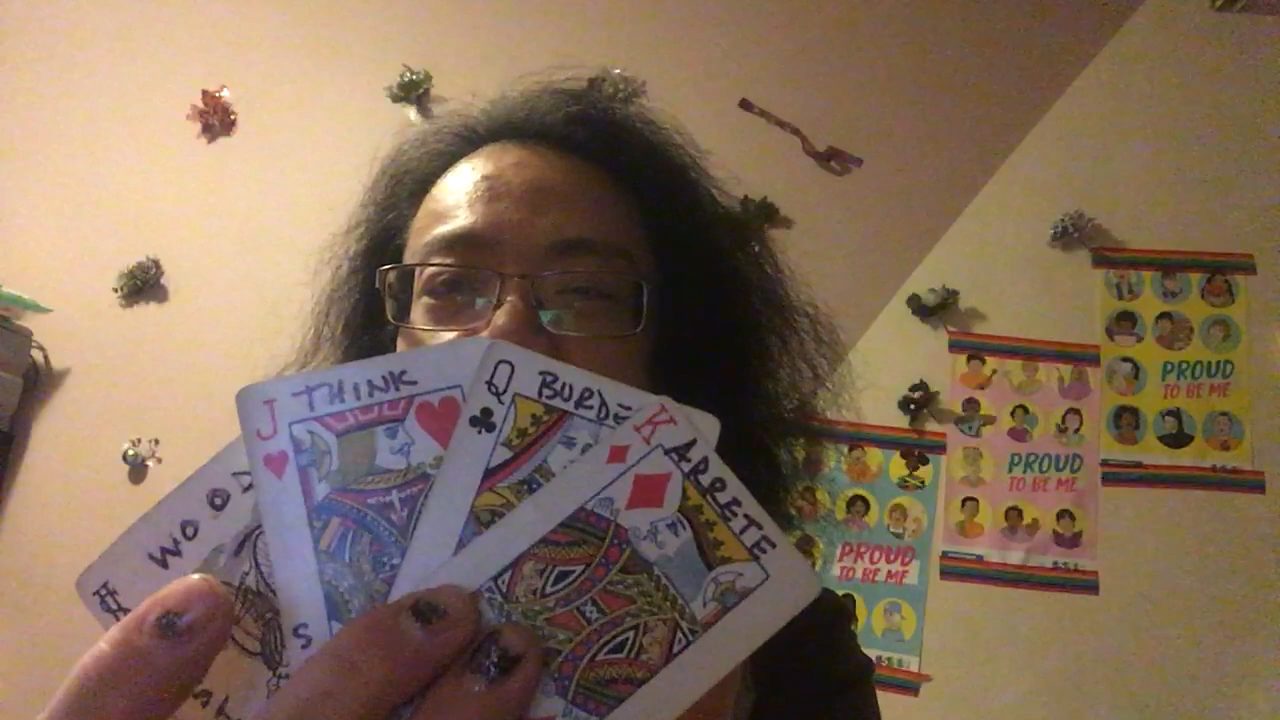 WOOD
J THINK
Q BURDE
K ARRETE
S
PROUD
TO BE ME
PROUD
TO BE ME
PROUD
TO BE ME